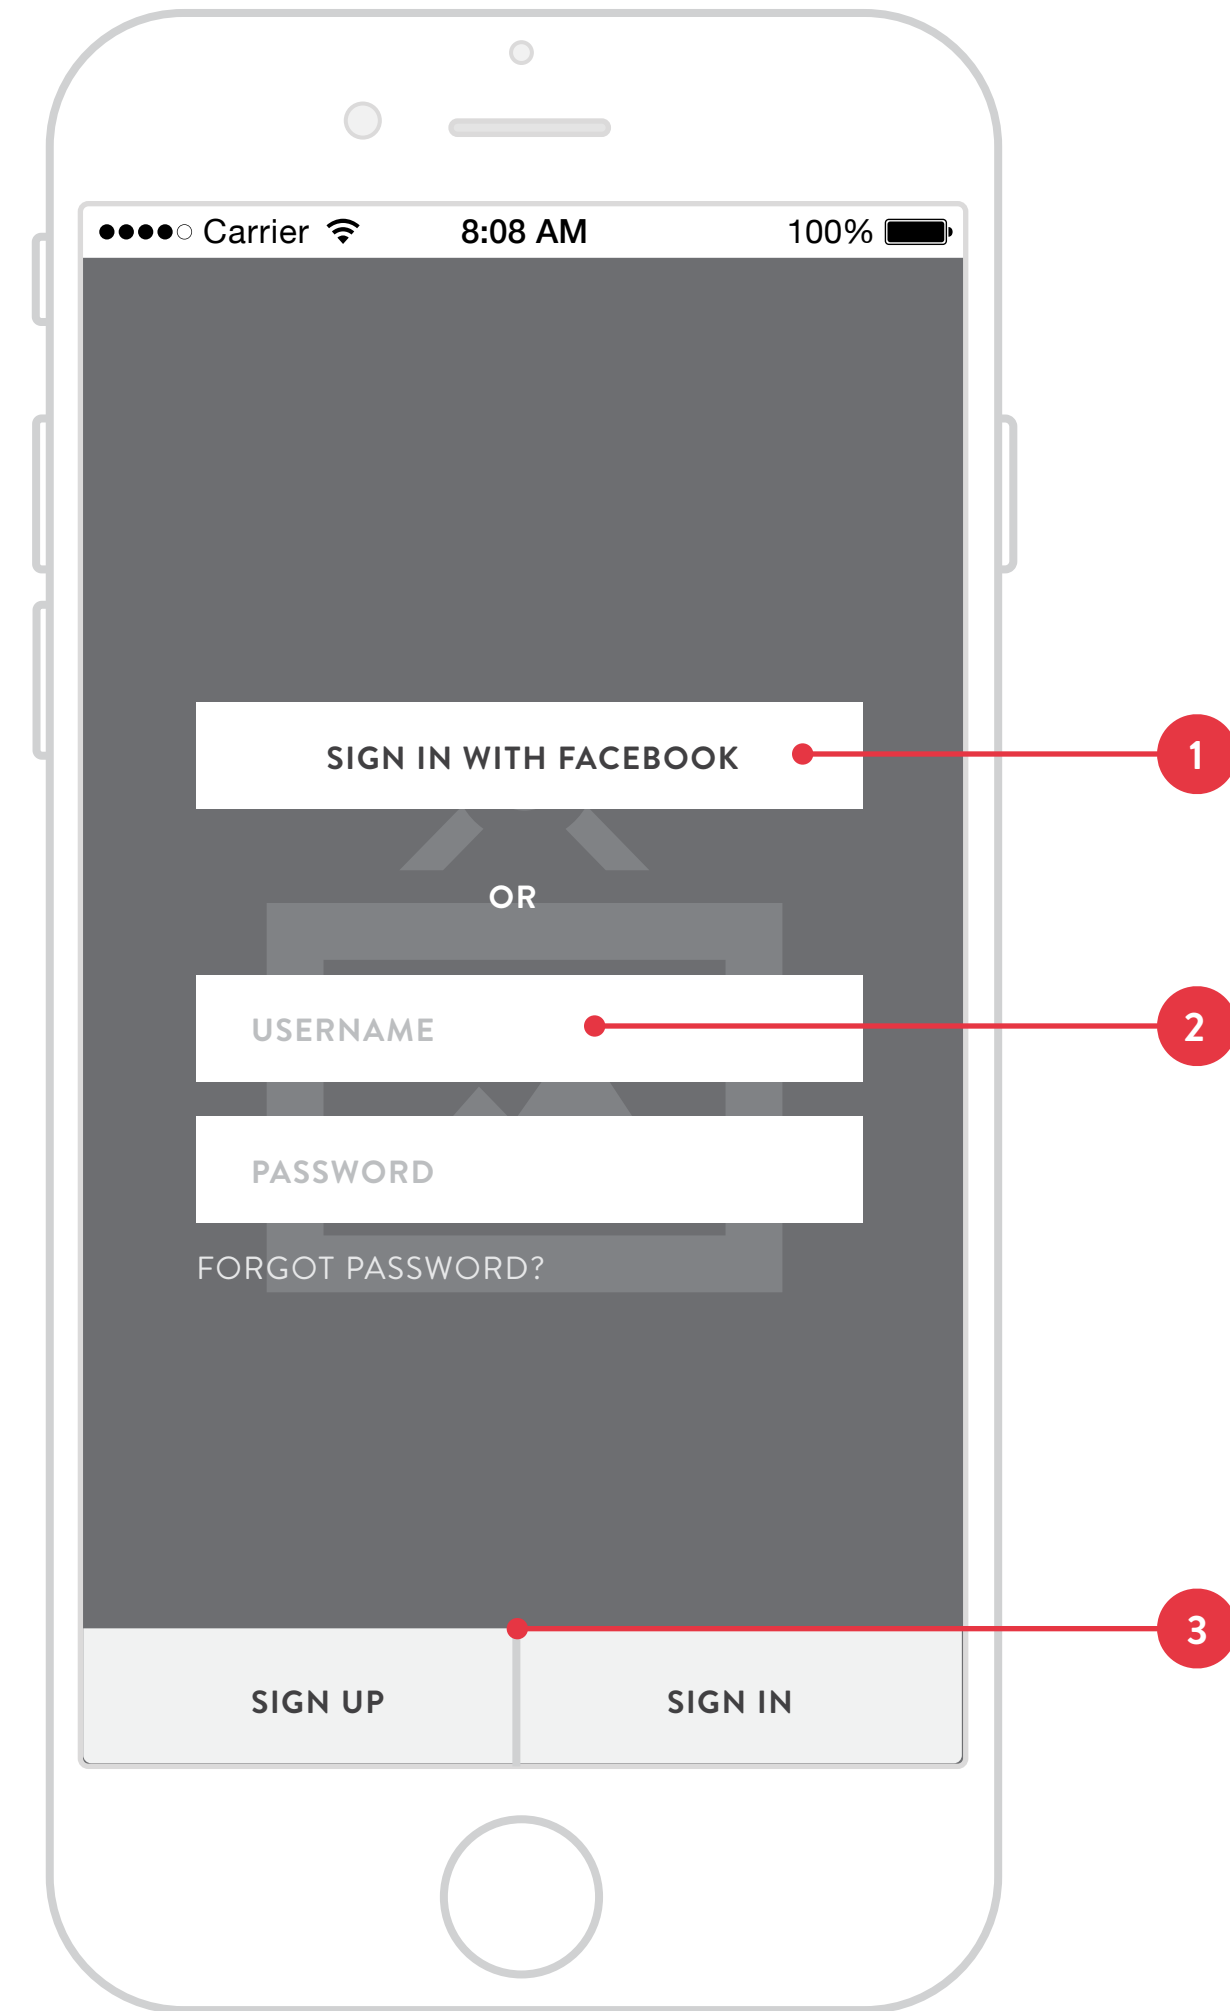 Carrier 8:08 AM 100%
SIGN IN WITH FACEBOOK 1
OR
USERNAME 2
PASSWORD
FORGOT PASSWORD?
3
SIGN UP SIGN IN